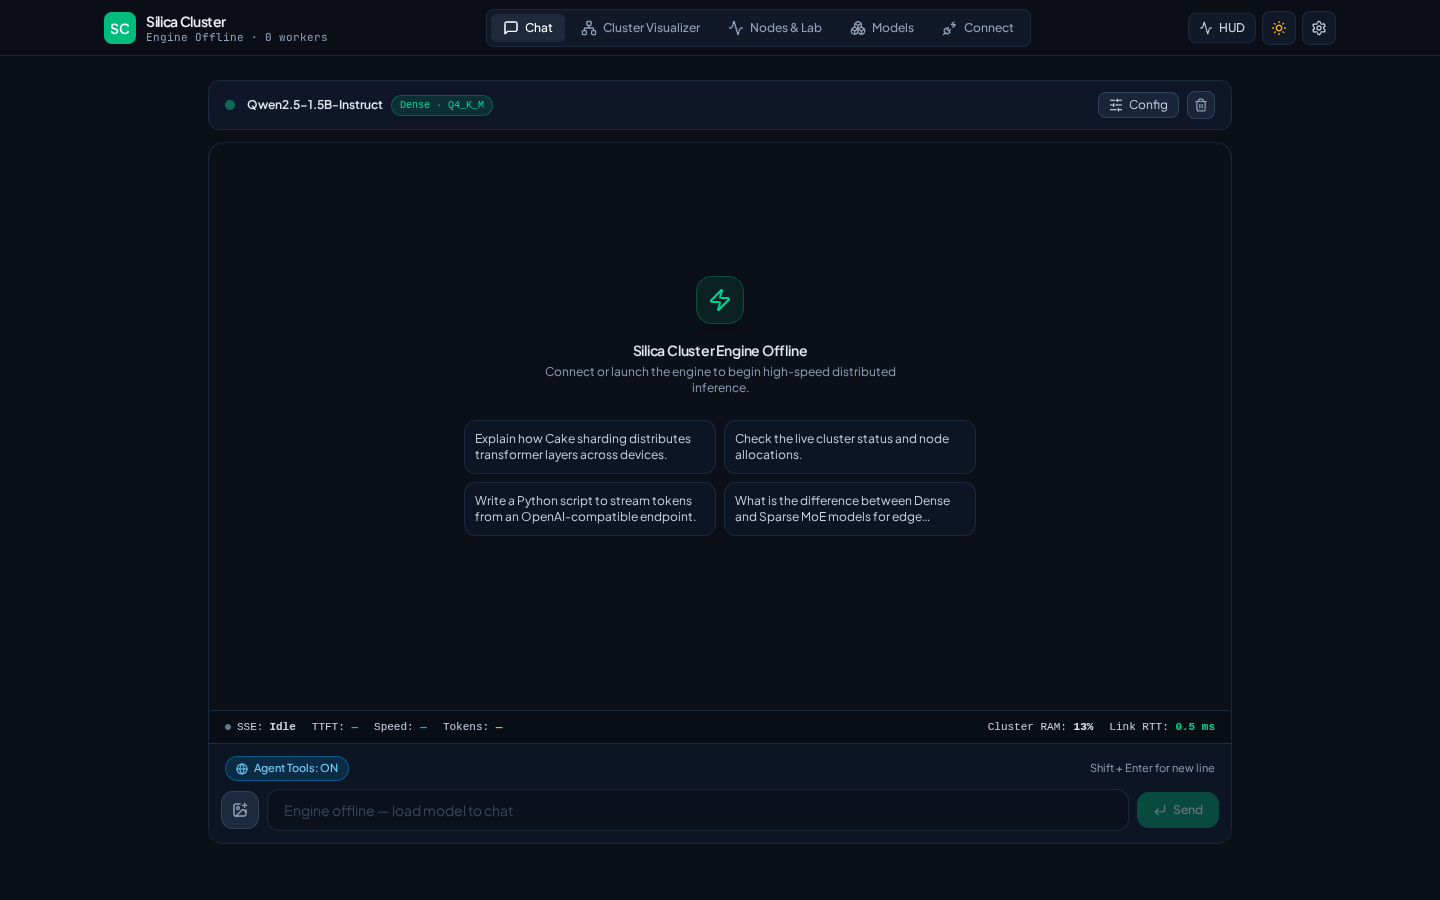 SC
Silica Cluster
Engine Offline · 0 workers
Chat
Cluster Visualizer
Nodes & Lab
Models
Connect
HUD
Qwen2.5-1.5B-Instruct
Dense · Q4_K_M
Config
Silica Cluster Engine Offline
Connect or launch the engine to begin high-speed distributed
inference.
Explain how Cake sharding distributes
transformer layers across devices.
Check the live cluster status and node
allocations.
Write a Python script to stream tokens
from an OpenAI-compatible endpoint.
What is the difference between Dense
and Sparse MoE models for edge…
SSE: Idle TTFT: — Speed: — Tokens: —
Cluster RAM: 13% Link RTT: 0.5 ms
Agent Tools: ON
Shift + Enter for new line
Engine offline — load model to chat
Send